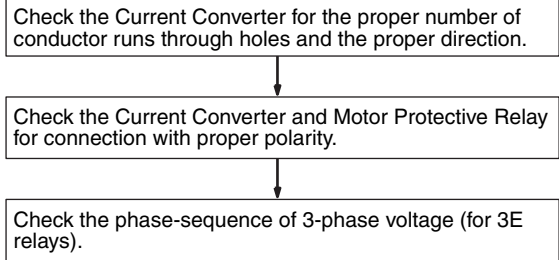 Check the Current Converter for the proper number of
conductor runs through holes and the proper direction.
Check the Current Converter and Motor Protective Relay
for connection with proper polarity.
Check the phase-sequence of 3-phase voltage (for 3E
relays).